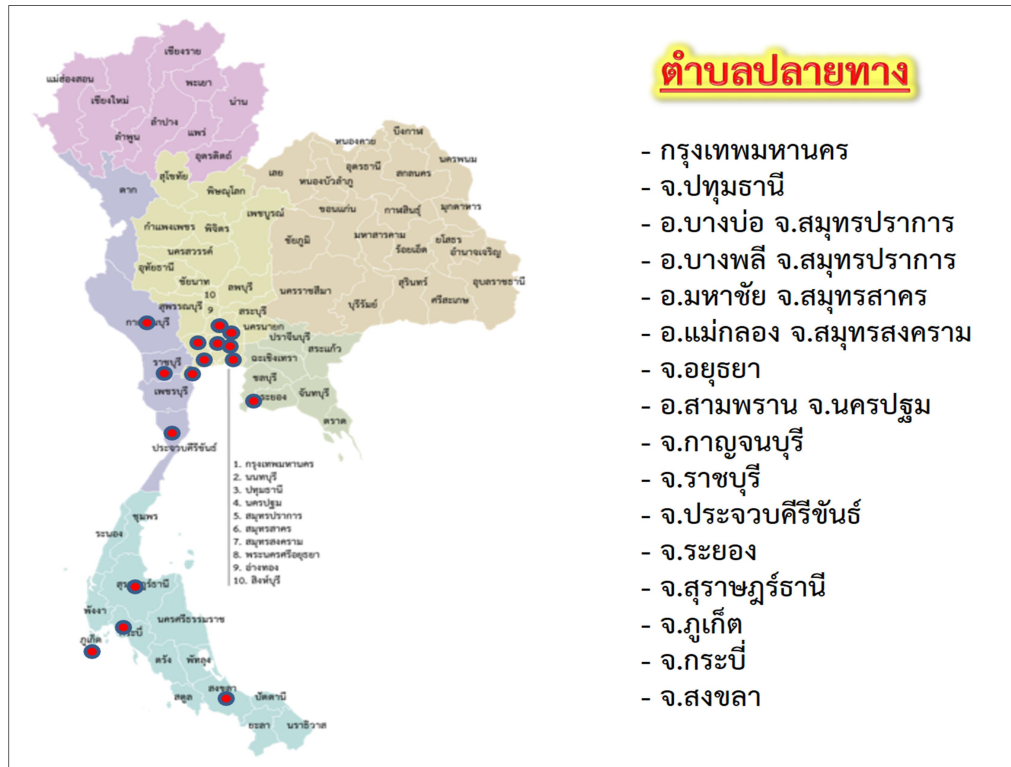 ตำบลปลายทาง
- กรุงเทพมหานคร
- จ.ปทุมธานี
- อ.บางบ่อ จ.สมุทรปราการ
- อ.บางพลี จ.สมุทรปราการ
- อ.มหาชัย จ.สมุทรสาคร
- อ.แม่กลอง จ.สมุทรสงคราม
- จ.อยุธยา
- อ.สามพราน จ.นครปฐม
- จ.กาญจนบุรี
- จ.ราชบุรี
- จ.ประจวบคีรีขันธ์
- จ.ระยอง
- จ.สุราษฎร์ธานี
- จ.ภูเก็ต
- จ.กระบี่
- จ.สงขลา
เชียงราย
แม่ฮ่องสอน
พะเยา
เชียงใหม่
น่าน
ลำปาง
แพร่
ลำพูน
อุตรดิตถ์
บึงกาฬ
หนองคาย
นครพนม
เลย
อุดรธานี
สกลนคร
หนองบัวลำภู
สุโขทัย
ตาก
พิษณุโลก
เพชรบูรณ์
ขอนแก่น
กาฬสินธุ์
มุกดาหาร
กำแพงเพชร
พิจิตร
ชัยภูมิ
มหาสารคาม
ร้อยเอ็ด
ยโสธร
อำนาจเจริญ
นครสวรรค์
อุทัยธานี
ชัยนาท
ลพบุรี
10
9
นครราชสีมา
บุรีรัมย์
สุรินทร์
ศรีสะเกษ
อุบลราชธานี
สุพรรณบุรี
สระบุรี
นครนายก
ปราจีนบุรี
สระแก้ว
ฉะเชิงเทรา
ราชบุรี
ชลบุรี
เพชรบุรี
ระยอง
จันทบุรี
ตราด
ประจวบคีรีขันธ์
1. กรุงเทพมหานคร
2. นนทบุรี
3. ปทุมธานี
4. นครปฐม
5. สมุทรปราการ
6. สมุทรสาคร
7. สมุทรสงคราม
8. พระนครศรีอยุธยา
9. อ่างทอง
10. สิงห์บุรี
ชุมพร
ระนอง
พังงา
นครศรีธรรมราช
ภูเก็ต
ตรัง
พัทลุง
สตูล
สงขลา
ปัตตานี
ยะลา
นราธิวาส